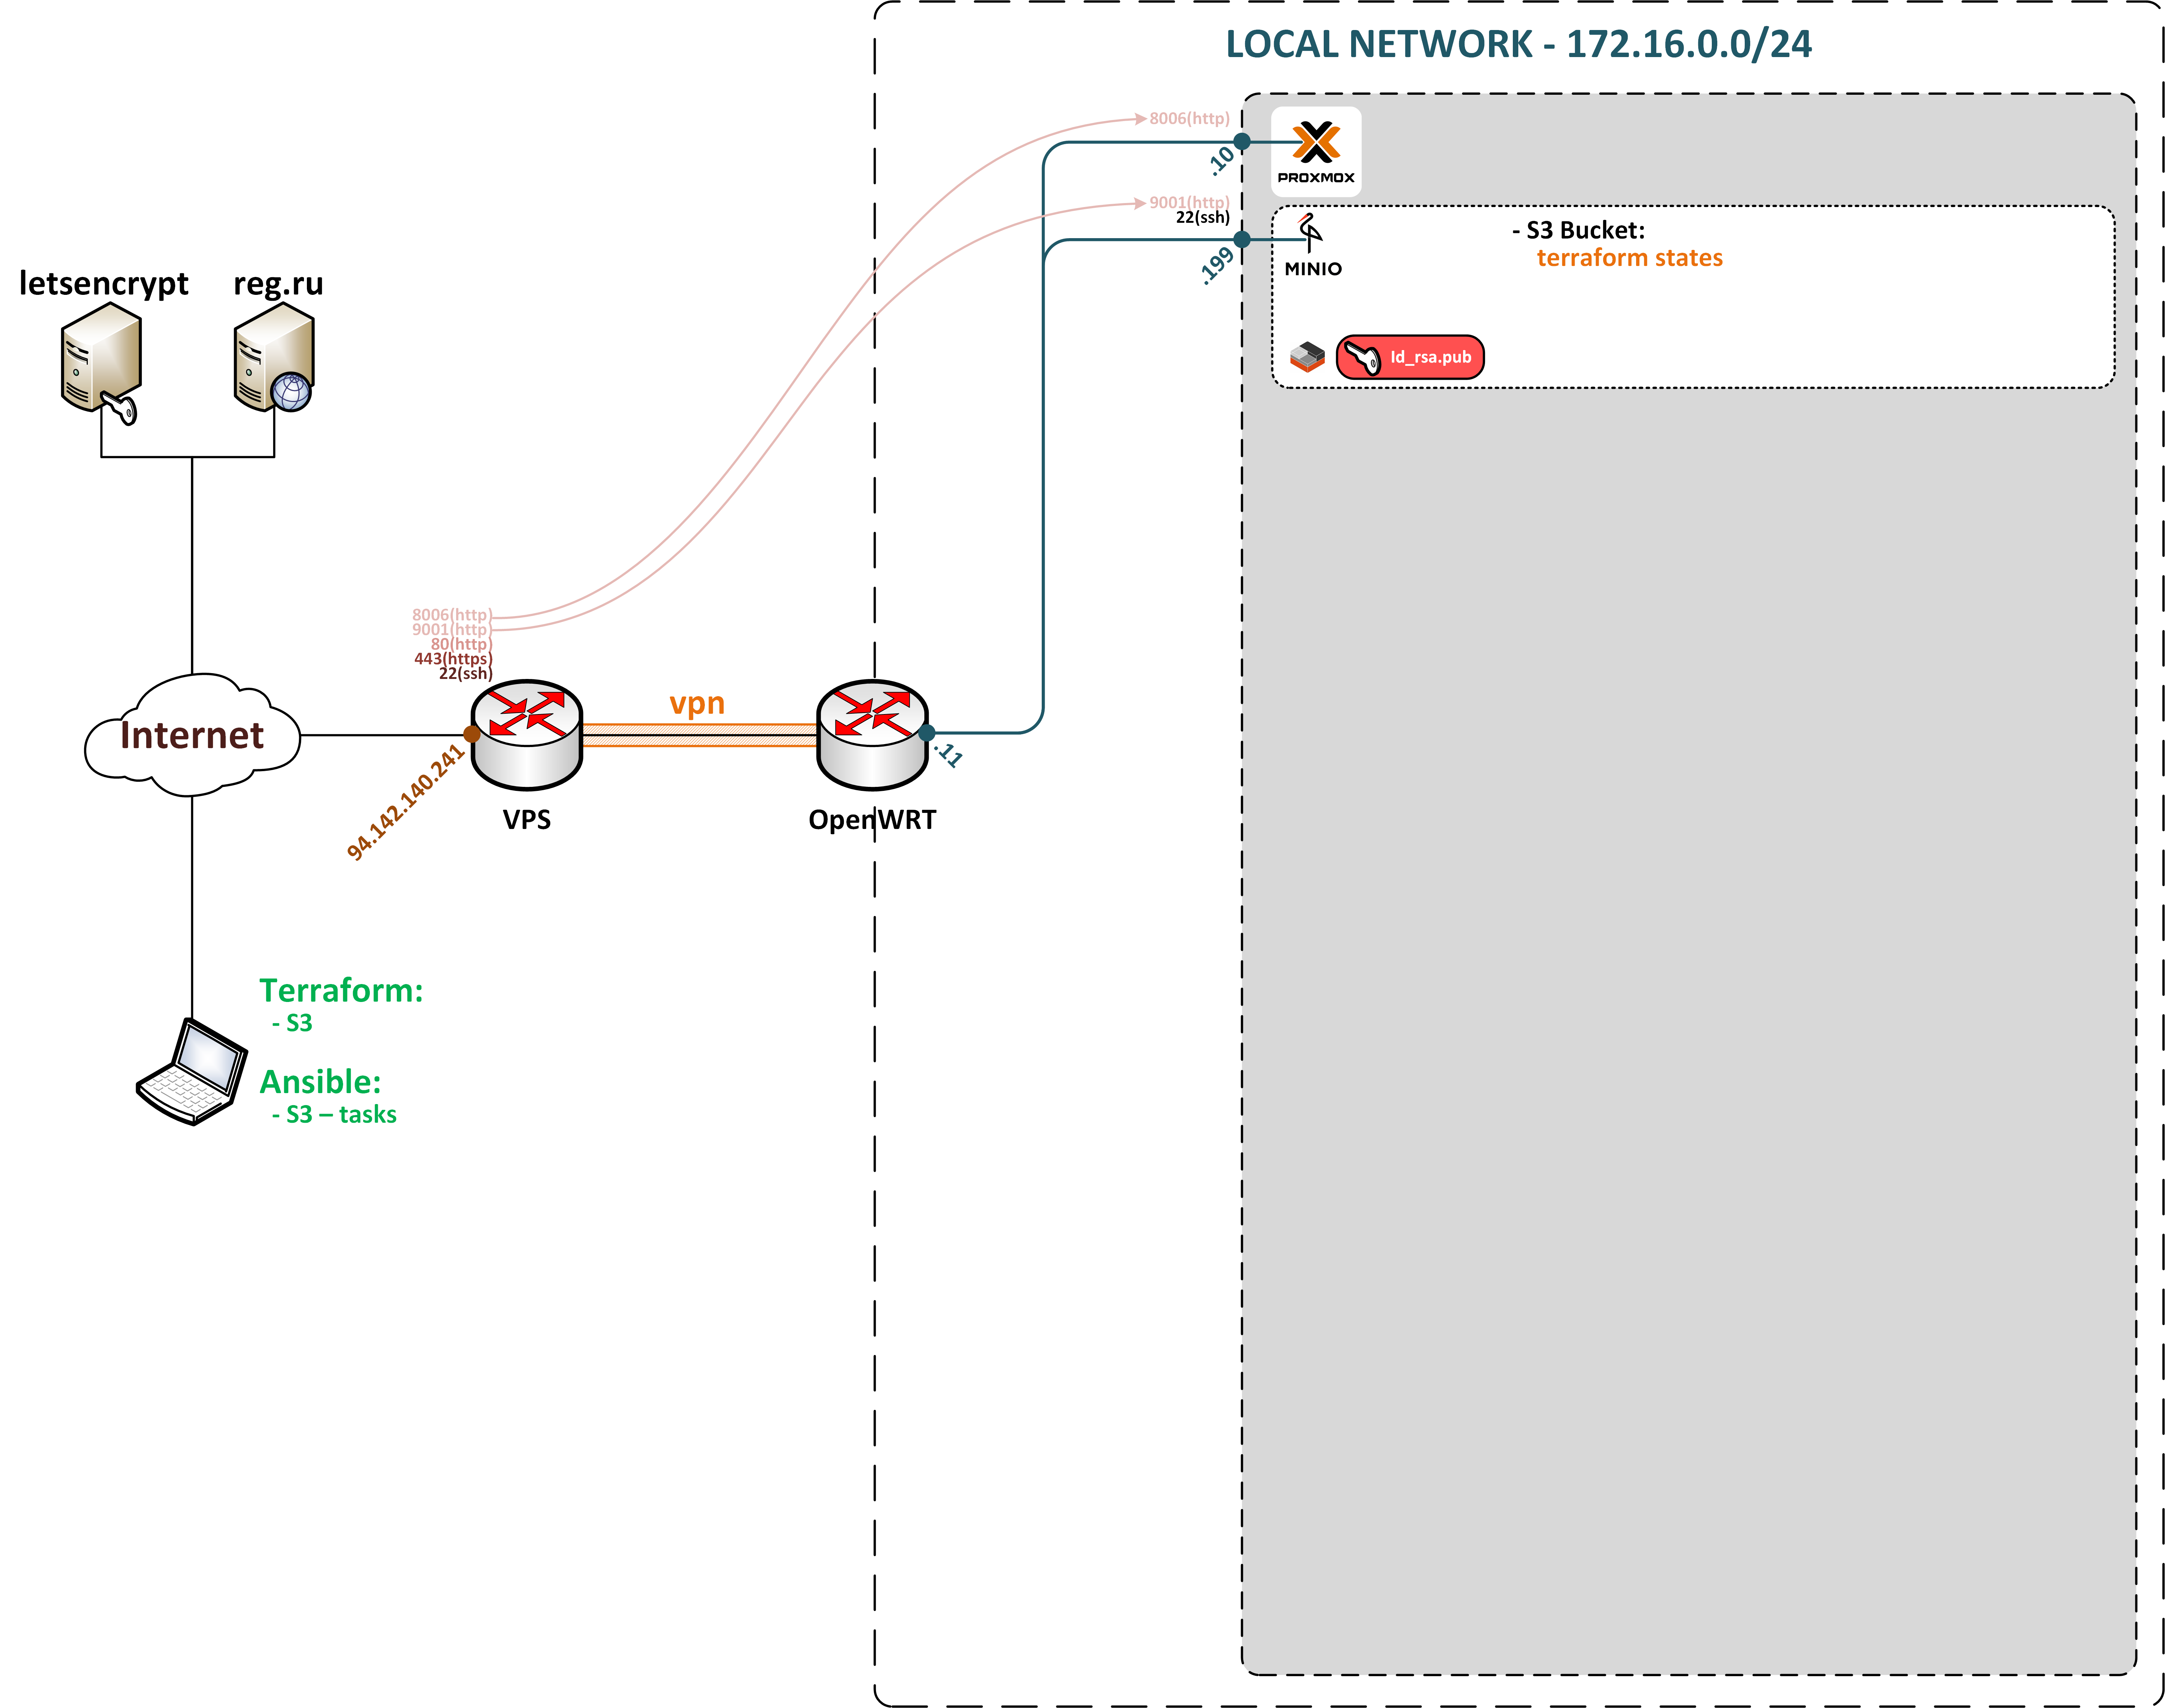 LOCAL NETWORK - 172.16.0.0/24
8006(http)
.10
PROXMOX
9001(http)
22(ssh)
.199
MINIO
- S3 Bucket:
terraform states
Id_rsa.pub
letsencrypt
reg.ru
8006(http)
9001(http)
80(http)
443(https)
22(ssh)
Internet
94.142.140.241
vpn
.11
VPS
OpenWRT
Terraform:
- S3
Ansible:
- S3 – tasks